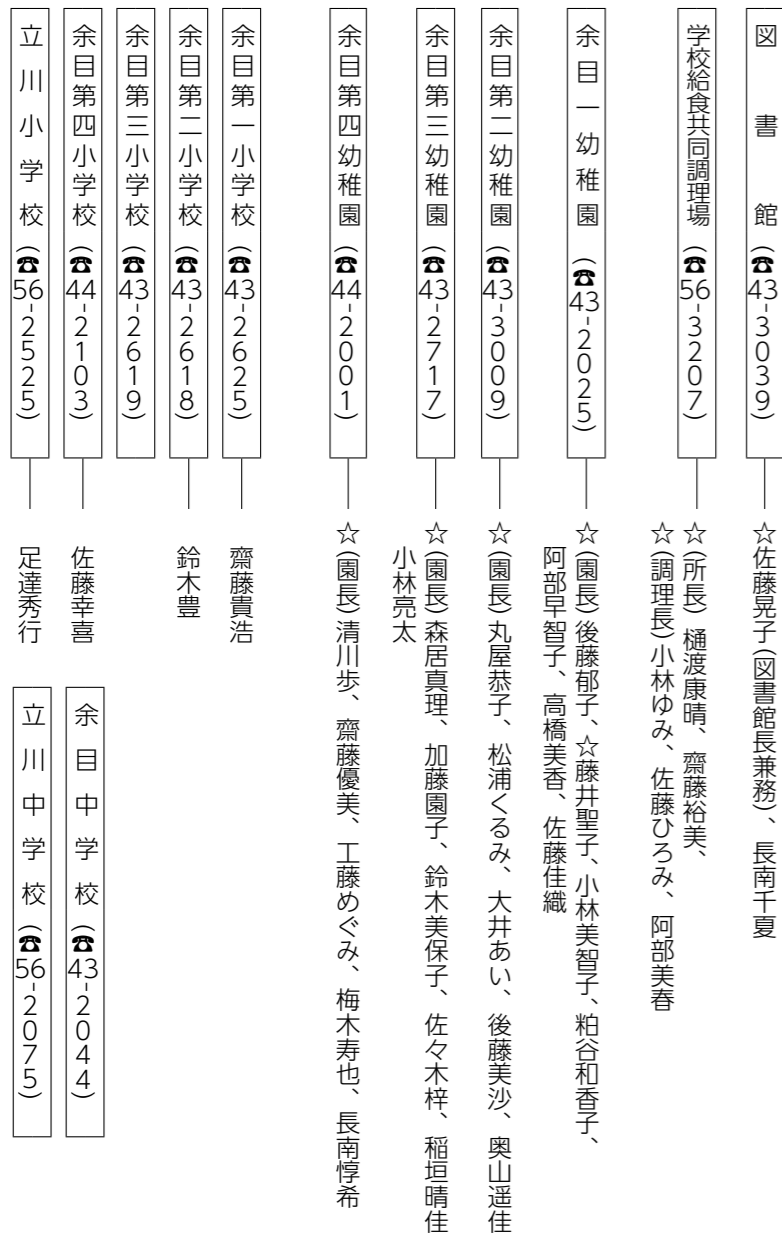 図書館(☎43-3039)
☆佐藤晃子(図書館長兼務)、長南千夏
学校給食共同調理場(☎56-3207)
☆(所長)樋渡康晴、齋藤裕美、
☆(調理長)小林ゆみ、佐藤ひろみ、阿部美春
余目一幼稚園(☎43-2025)
☆(園長)後藤郁子、☆藤井聖子、小林美智子、粕谷和香子、
阿部早智子、高橋美香、佐藤佳織
余目第二幼稚園(☎43-3009)
☆(園長)丸屋恭子、松浦くるみ、大井あい、後藤美沙、奥山遥佳
余目第三幼稚園(☎43-2717)
☆(園長)森居真理、加藤園子、鈴木美保子、佐々木梓、稲垣晴佳
小林亮太
余目第四幼稚園(☎44-2001)
☆(園長)清川歩、齋藤優美、工藤めぐみ、梅木寿也、長南惇希
余目第一小学校(☎43-2625)
齋藤貴浩
余目第二小学校(☎43-2618)
鈴木豊
余目第三小学校(☎43-2619)
余目第四小学校(☎44-2103)
佐藤幸喜
立川小学校(☎56-2525)
足達秀行
余目中学校(☎43-2044)
立川中学校(☎56-2075)